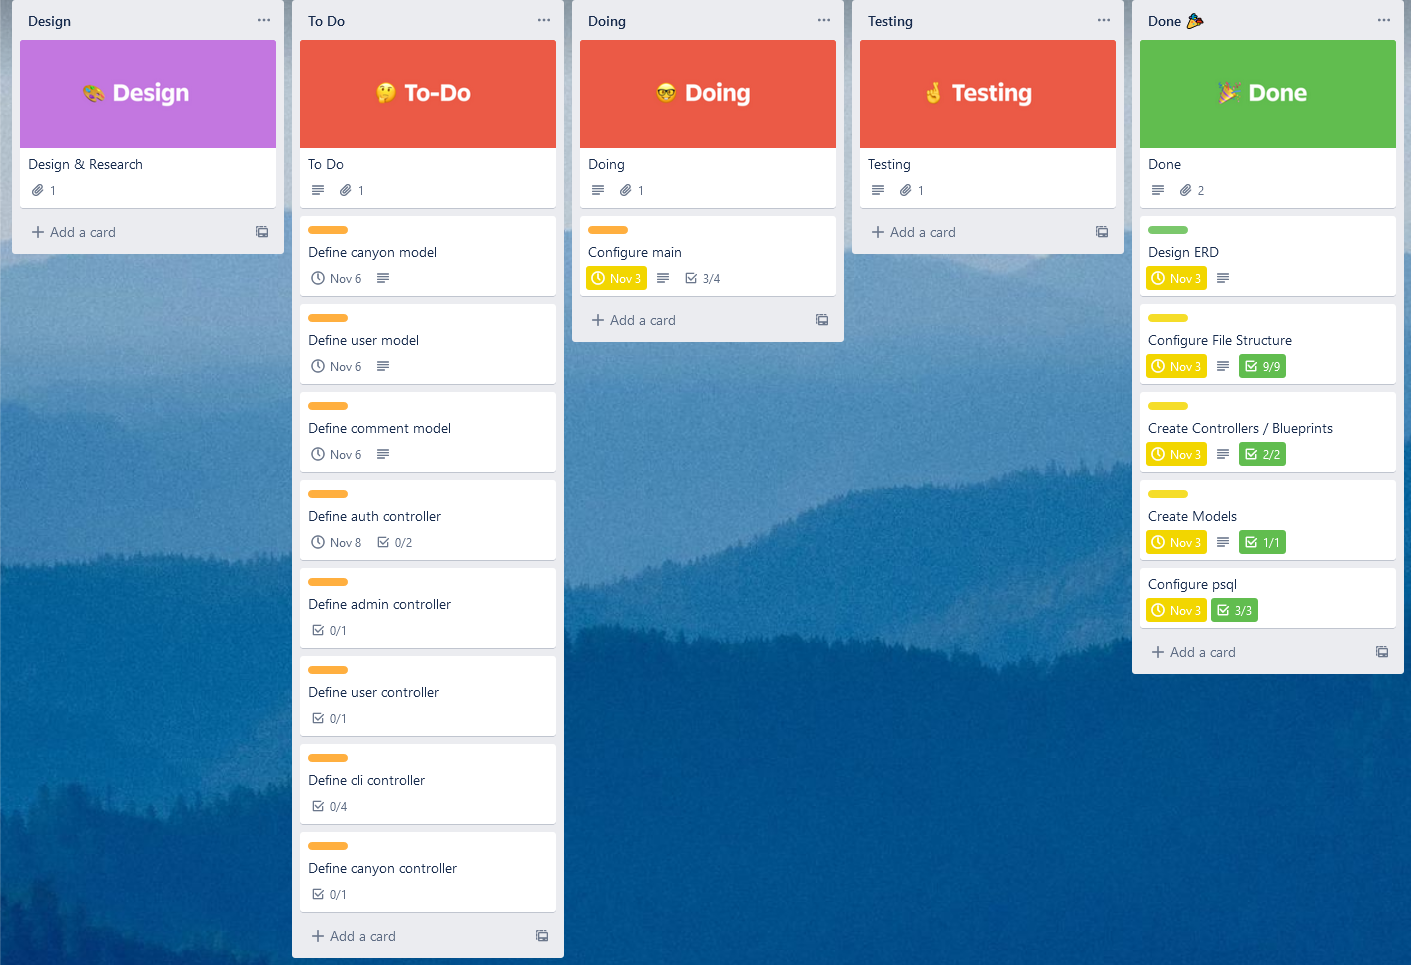 Design
Design
Design & Research
1
Add a card
To Do
To-Do
To Do
1
Define canyon model
Nov 6
Define user model
Nov 6
Define comment model
Nov 6
Define auth controller
Nov 8 0/2
Define admin controller
0/1
Define user controller
0/1
Define cli controller
0/4
Define canyon controller
0/1
Add a card
Doing
Doing
Doing
1
Configure main
Nov 3 3/4
Add a card
Testing
Testing
Testing
1
Add a card
Done
Done
Done
2
Design ERD
Nov 3
Configure File Structure
Nov 3 9/9
Create Controllers / Blueprints
Nov 3 2/2
Create Models
Nov 3 1/1
Configure psql
Nov 3 3/3
Add a card